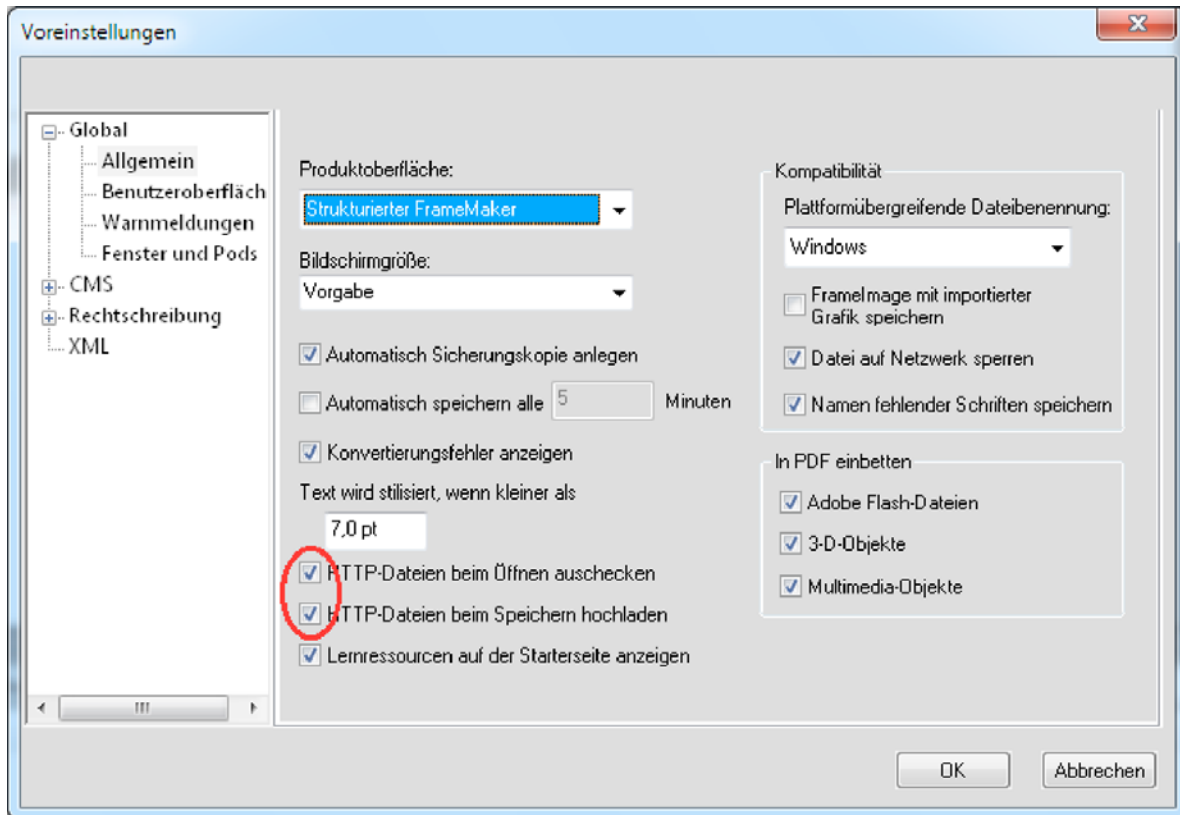 Voreinstellungen
Global
Allgemein
Benutzeroberfläch
Warnmeldungen
Fenster und Pods
CMS
Rechtschreibung
XML
Produktoberfläche:
Strukturierter FrameMaker
Bildschirmgröße:
Vorgabe
Automatisch Sicherungskopie anlegen
Automatisch speichern alle 5 Minuten
Konvertierungsfehler anzeigen
Text wird stilisiert, wenn kleiner als
7,0 pt
HTTP-Dateien beim Öffnen auschecken
HTTP-Dateien beim Speichern hochladen
Lernressourcen auf der Starterseite anzeigen
Kompatibilität
Plattformübergreifende Dateibenennung:
Windows
FrameImage mit importierter
Grafik speichern
Datei auf Netzwerk sperren
Namen fehlender Schriften speichern
In PDF einbetten
Adobe Flash-Dateien
3-D-Objekte
Multimedia-Objekte
OK
Abbrechen